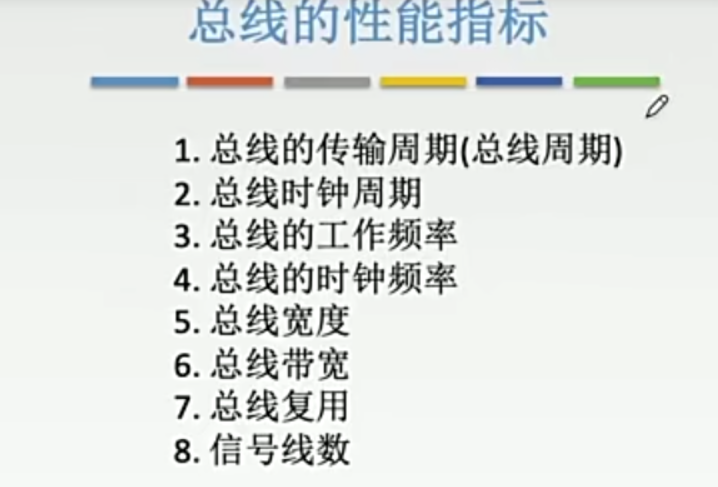 总线的性能指标
1. 总线的传输周期(总线周期)
2. 总线时钟周期
3. 总线的工作频率
4. 总线的时钟频率
5. 总线宽度
6. 总线带宽
7. 总线复用
8. 信号线数